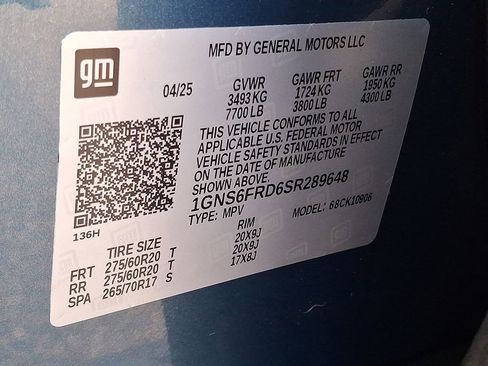 gm
MFD BY GENERAL MOTORS LLC
04/25 GVWR GAWR FRT GAWR RR
3493 KG 1724 KG 1950 KG
7700 LB 3800 LB 4300 LB
THIS VEHICLE CONFORMS TO ALL
APPLICABLE U.S. FEDERAL MOTOR
VEHICLE SAFETY STANDARDS IN EFFECT
ON THE DATE OF MANUFACTURE
SHOWN ABOVE.
1GNS6FRD6SR289648
TYPE: MPV MODEL: 68CK10906
136H
TIRE SIZE RIM
FRT 275/60R20 T 20X9J
RR 275/60R20 T 20X9J
SPA 265/70R17 S 17X8J